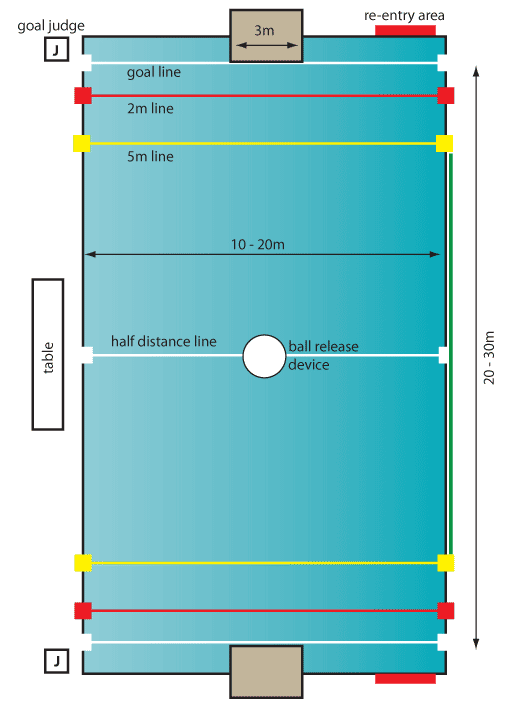 goal judge
re-entry area
J
3m
goal line
2m line
5m line
10 - 20m
half distance line
ball release
device
table
20 - 30m
J